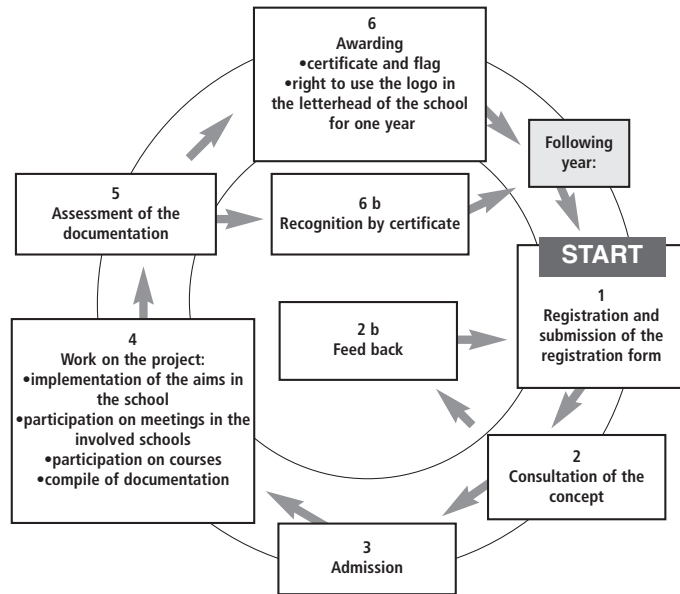 6
Awarding
•certificate and flag
•right to use the logo in
the letterhead of the school
for one year
Following
year:
5
Assessment of the
documentation
6 b
Recognition by certificate
START
1
Registration and
submission of the
registration form
2 b
Feed back
4
Work on the project:
•implementation of the aims in
the school
•participation on meetings in the
involved schools
•participation on courses
•compile of documentation
2
Consultation of the
concept
3
Admission